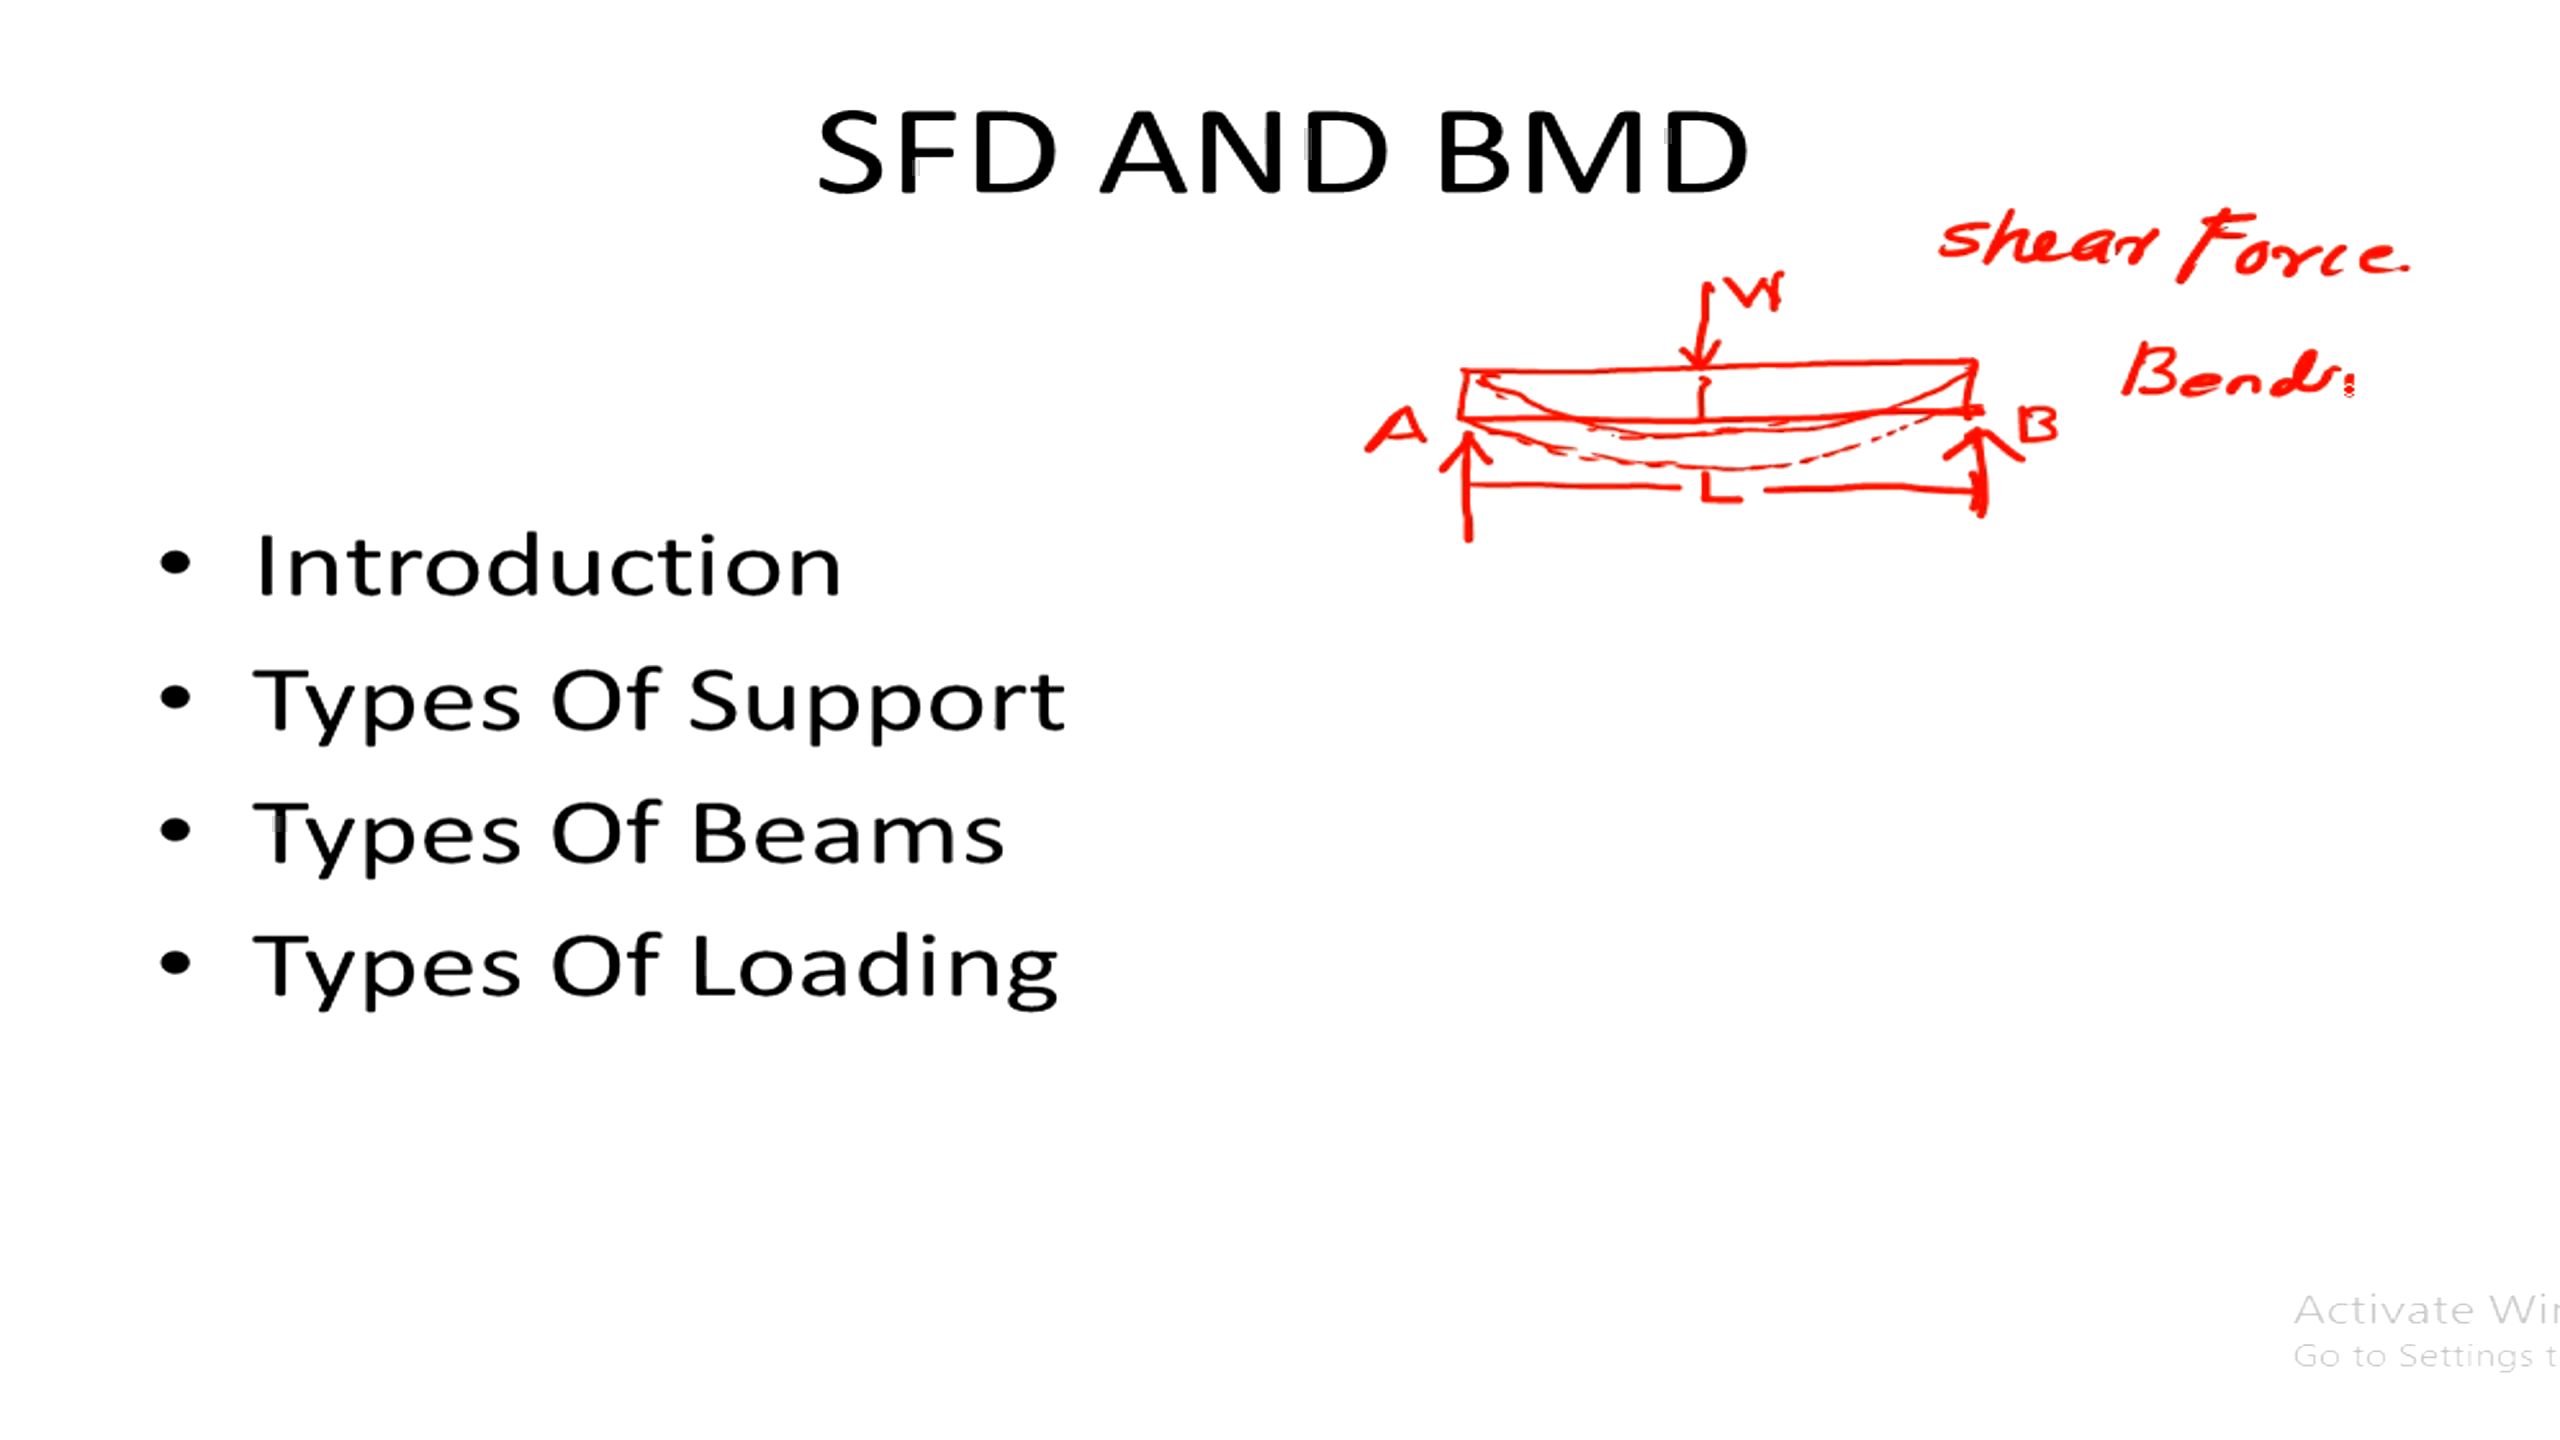 SFD AND BMD
shear Force
W
Bend
A
B
L
• Introduction
• Types Of Support
• Types Of Beams
• Types Of Loading
Activate Wi
Go to Settings t